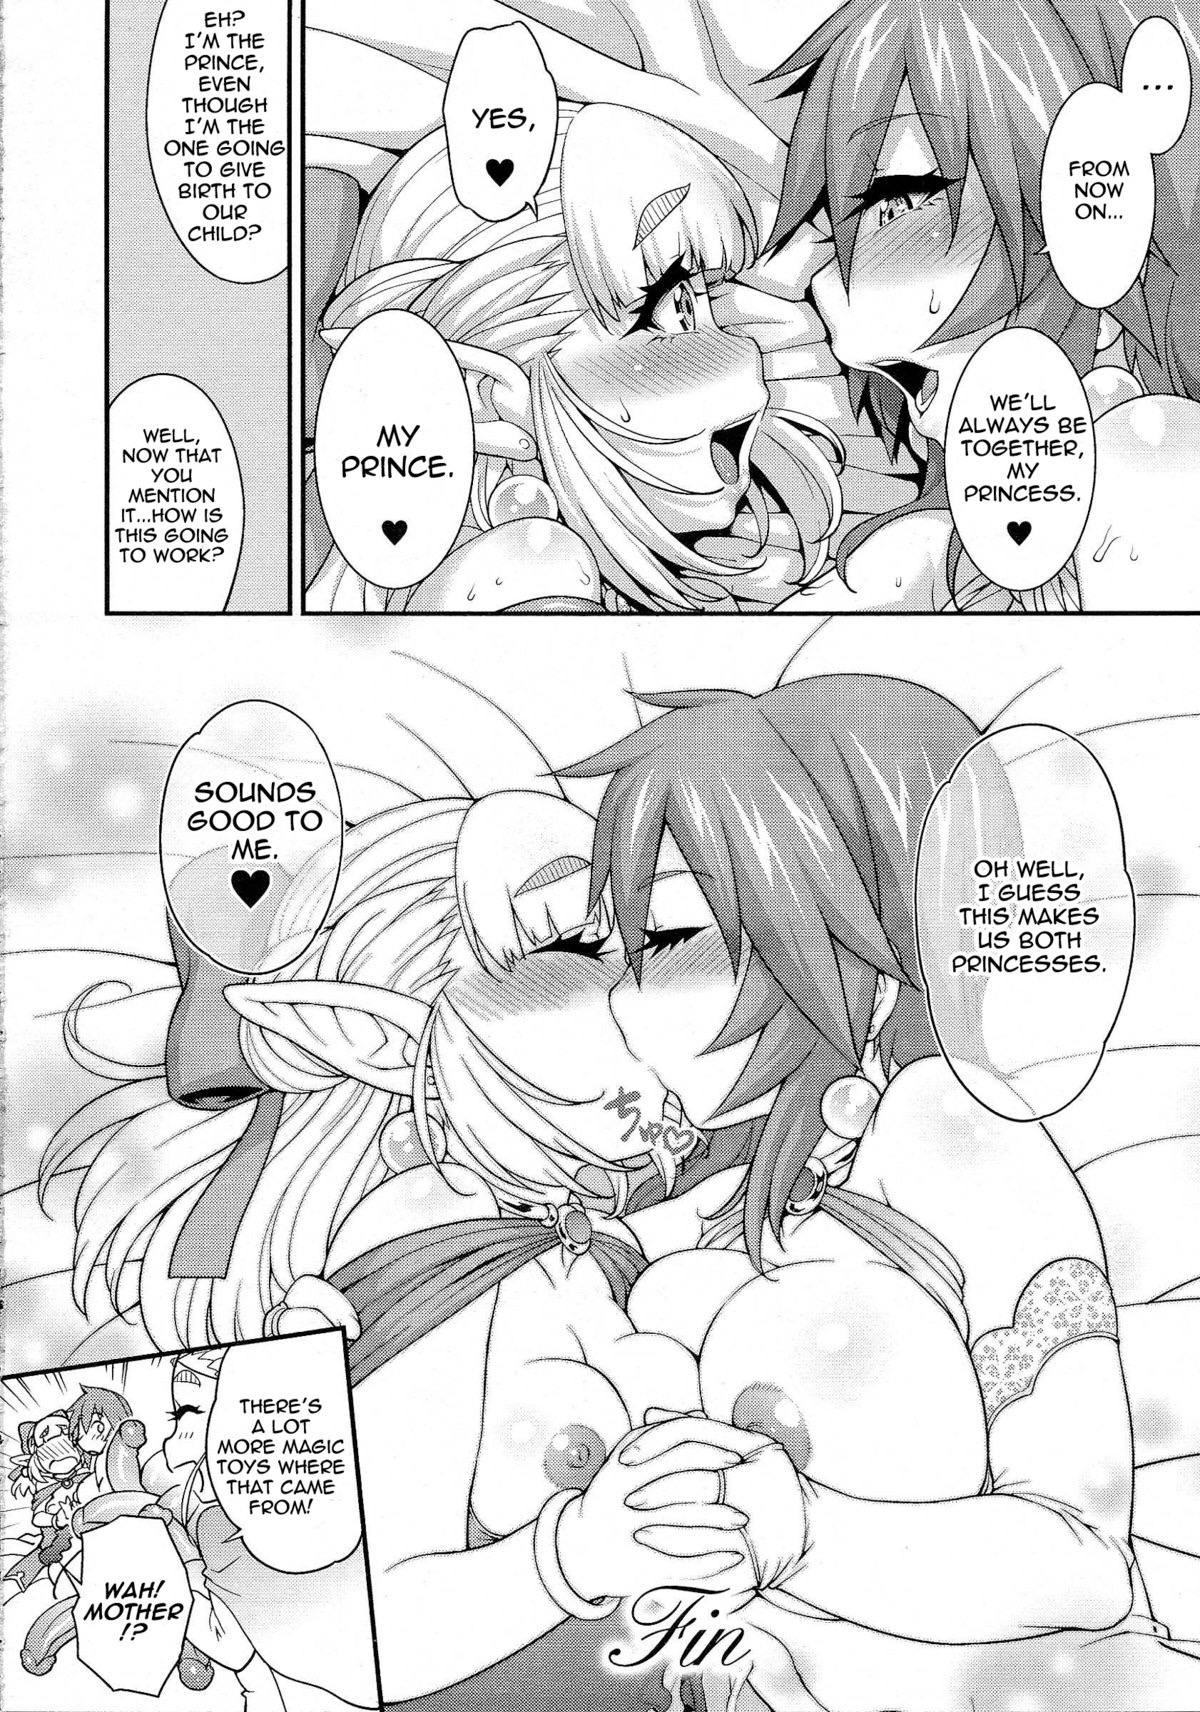 ...
FROM
NOW
ON...
WE'LL
ALWAYS BE
TOGETHER,
MY
PRINCESS.
♥
YES,
♥
MY
PRINCE.
♥
EH?
I'M THE
PRINCE,
EVEN
THOUGH
I'M THE
ONE GOING
TO GIVE
BIRTH TO
OUR
CHILD?
WELL,
NOW THAT
YOU
MENTION
IT...HOW IS
THIS GOING
TO WORK?
OH WELL,
I GUESS
THIS MAKES
US BOTH
PRINCESSES.
SOUNDS
GOOD TO
ME.
♥
ちゅ♡
THERE'S
A LOT
MORE MAGIC
TOYS WHERE
THAT CAME
FROM!
WAH!
MOTHER
!?
Fin